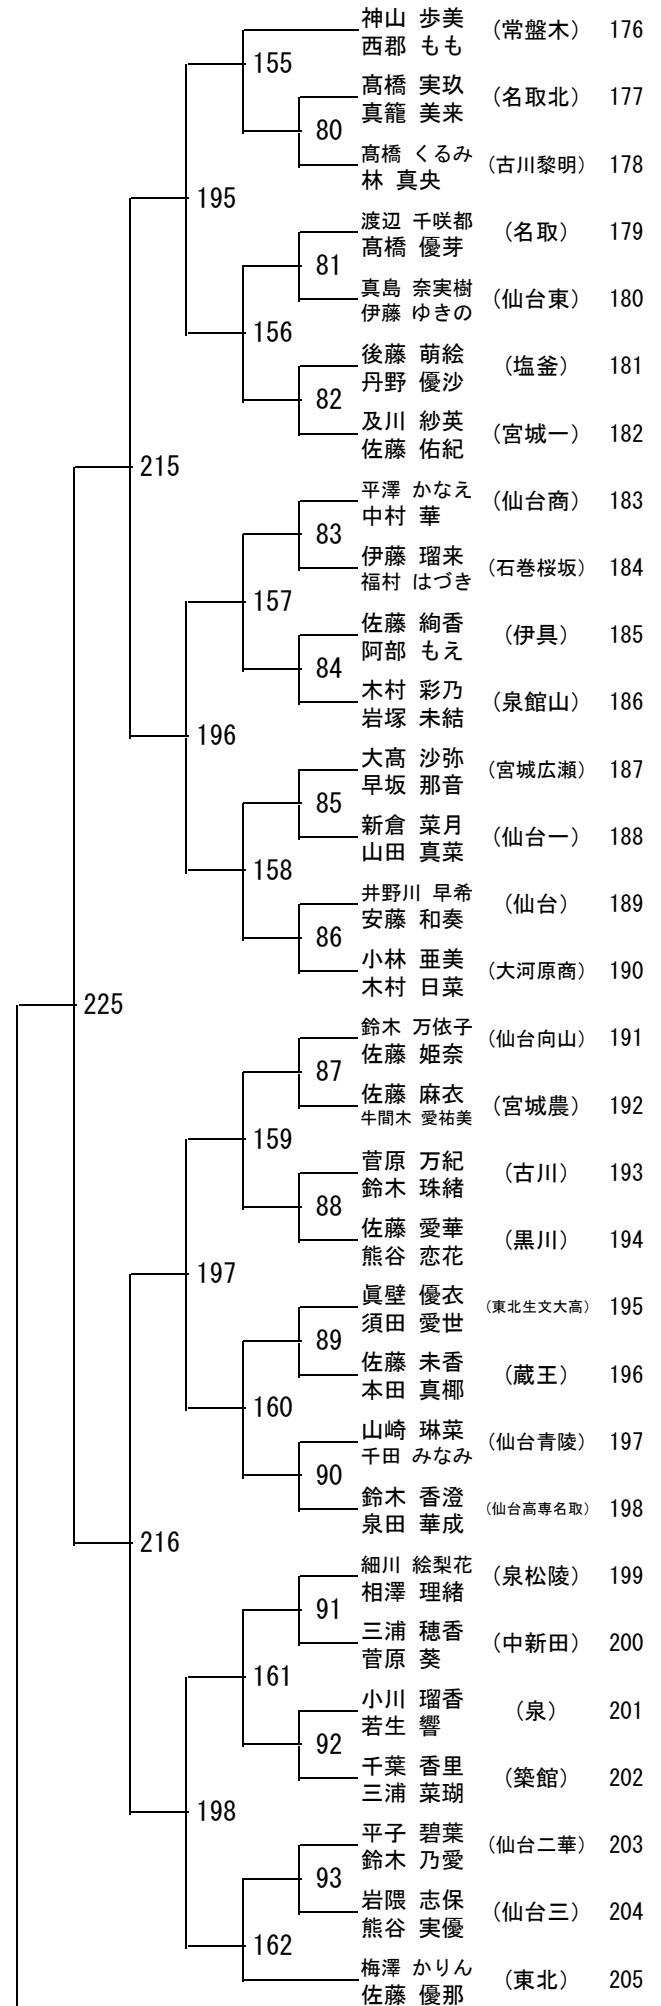 神山 歩美
西郡 もも
(常盤木) 176
155
髙橋 実玖
真籠 美来
(名取北) 177
80
髙橋 くるみ
林 真央
(古川黎明) 178
195
渡辺 千咲都
髙橋 優芽
(名取) 179
81
真島 奈実樹
伊藤 ゆきの
(仙台東) 180
156
後藤 萌絵
丹野 優沙
(塩釜) 181
82
及川 紗英
佐藤 佑紀
(宮城一) 182
215
平澤 かなえ
中村 華
(仙台商) 183
83
伊藤 瑠来
福村 はづき
(石巻桜坂) 184
157
佐藤 絢香
阿部 もえ
(伊具) 185
84
木村 彩乃
岩塚 未結
(泉館山) 186
196
大髙 沙弥
早坂 那音
(宮城広瀬) 187
85
新倉 菜月
山田 真菜
(仙台一) 188
158
井野川 早希
安藤 和奏
(仙台) 189
86
小林 亜美
木村 日菜
(大河原商) 190
225
鈴木 万依子
佐藤 姫奈
(仙台向山) 191
87
佐藤 麻衣
牛間木 愛祐美
(宮城農) 192
159
菅原 万紀
鈴木 珠緒
(古川) 193
88
佐藤 愛華
熊谷 恋花
(黒川) 194
197
眞壁 優衣
須田 愛世
(東北生文大高) 195
89
佐藤 未香
本田 真椰
(蔵王) 196
160
山崎 琳菜
千田 みなみ
(仙台青陵) 197
90
鈴木 香澄
泉田 華成
(仙台高専名取) 198
216
細川 絵梨花
相澤 理緒
(泉松陵) 199
91
三浦 穂香
菅原 葵
(中新田) 200
161
小川 瑠香
若生 響
(泉) 201
92
千葉 香里
三浦 菜瑚
(築館) 202
198
平子 碧葉
鈴木 乃愛
(仙台二華) 203
93
岩隈 志保
熊谷 実優
(仙台三) 204
162
梅澤 かりん
佐藤 優那
(東北) 205